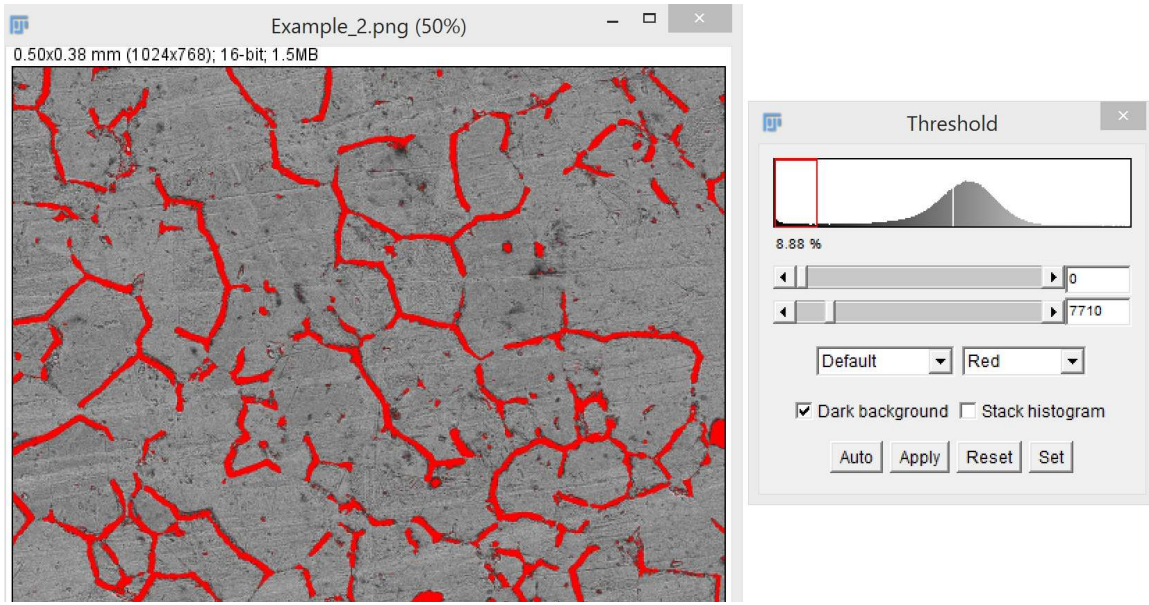 Example_2.png (50%)
0.50x0.38 mm (1024x768); 16-bit; 1.5MB
Threshold
8.88 %
0
7710
Default Red
Dark background Stack histogram
Auto Apply Reset Set